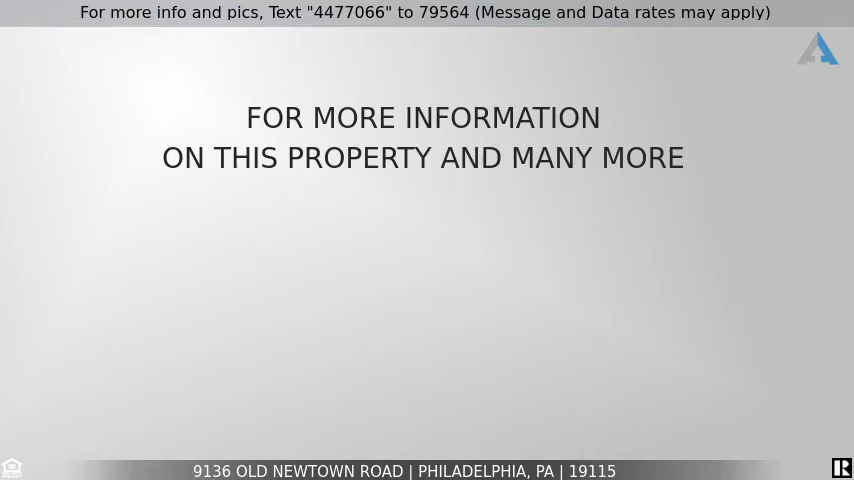 For more info and pics, Text "4477066" to 79564 (Message and Data rates may apply)
FOR MORE INFORMATION
ON THIS PROPERTY AND MANY MORE
9136 OLD NEWTOWN ROAD | PHILADELPHIA, PA | 19115